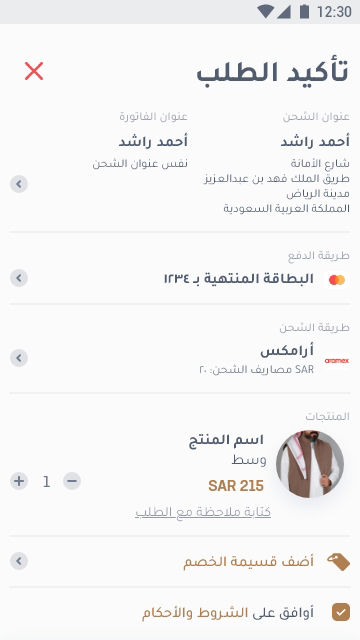 12:30
تأكيد الطلب
عنوان الشحن
أحمد راشد
شارع الأمانة
طريق الملك فهد بن عبدالعزيز
مدينة الرياض
المملكة العربية السعودية
عنوان الفاتورة
أحمد راشد
نفس عنوان الشحن
طريقة الدفع
البطاقة المنتهية بـ ١٢٣٤
طريقة الشحن
aramex
أرامكس
SAR مصاريف الشحن: ٢٠
المنتجات
اسم المنتج
وسط
SAR 215
1
كتابة ملاحظة مع الطلب
أضف قسيمة الخصم
أوافق على الشروط والأحكام